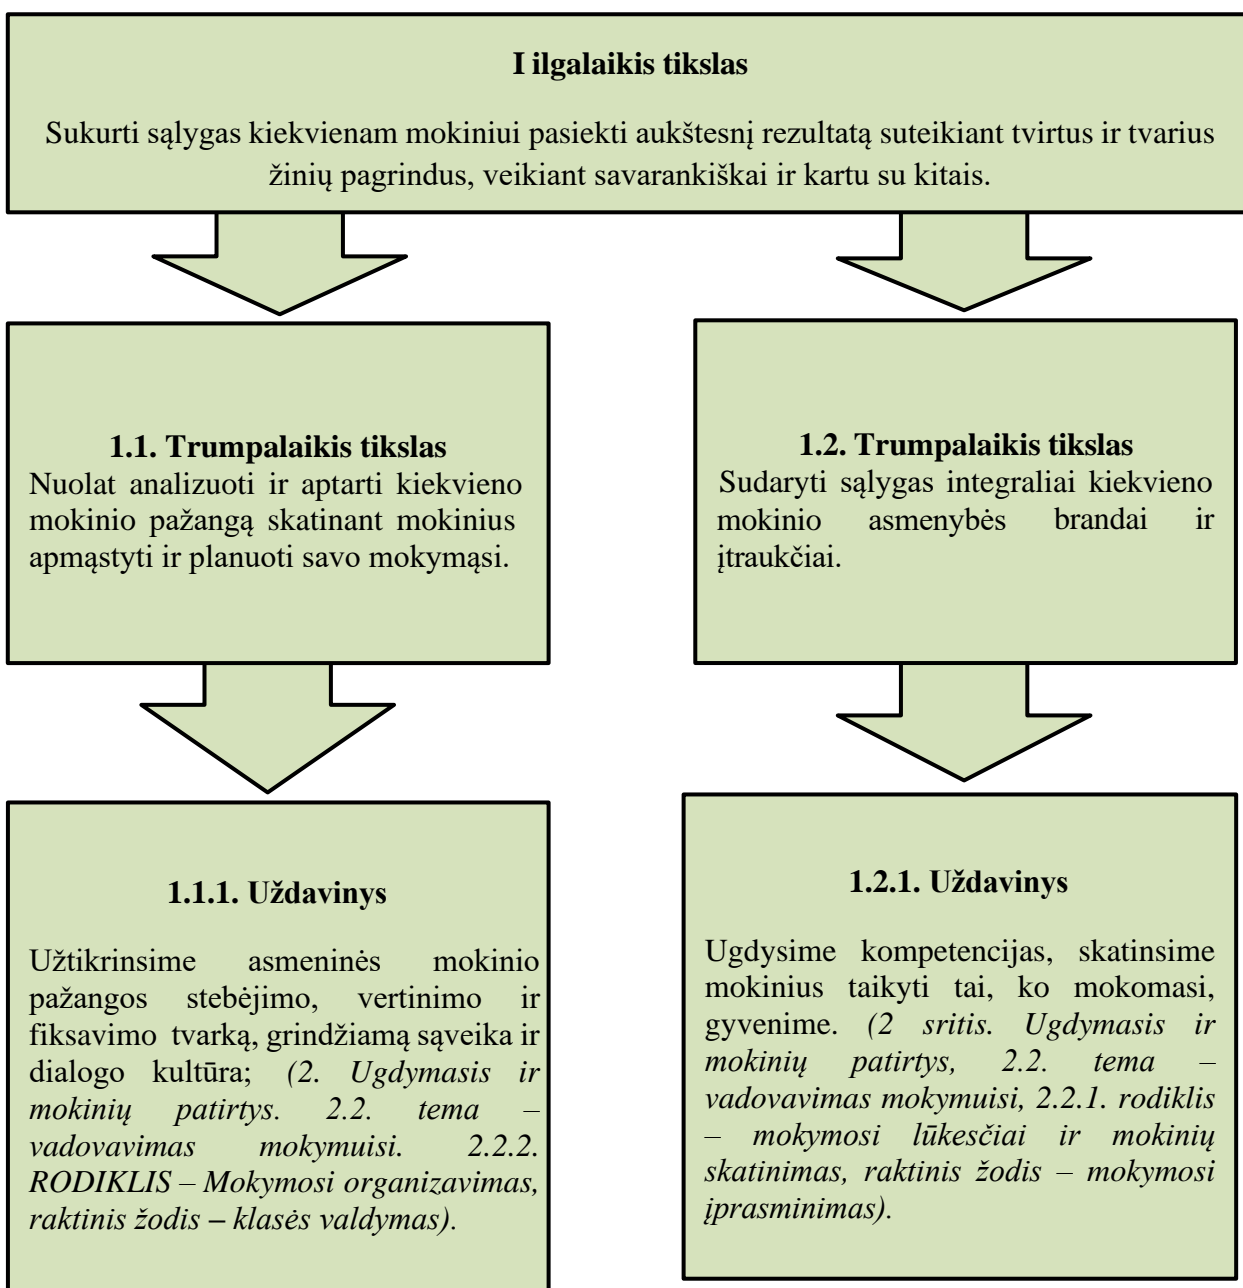 I ilgalaikis tikslas
Sukurti sąlygas kiekvienam mokiniui pasiekti aukštesnį rezultatą suteikiant tvirtus ir tvarius
žinių pagrindus, veikiant savarankiškai ir kartu su kitais.
1.1. Trumpalaikis tikslas
Nuolat analizuoti ir aptarti kiekvieno
mokinio pažangą skatinant mokinius
apmąstyti ir planuoti savo mokymąsi.
1.2. Trumpalaikis tikslas
Sudaryti sąlygas integraliai kiekvieno
mokinio asmenybės brandai ir
įtraukčiai.
1.1.1. Uždavinys
Užtikrinsime asmeninės mokinio
pažangos stebėjimo, vertinimo ir
fiksavimo tvarką, grindžiamą sąveika ir
dialogo kultūra; (2. Ugdymasis ir
mokinių patirtys. 2.2. tema –
vadovavimas mokymuisi. 2.2.2.
RODIKLIS – Mokymosi organizavimas,
raktinis žodis – klasės valdymas).
1.2.1. Uždavinys
Ugdysime kompetencijas, skatinsime
mokinius taikyti tai, ko mokomasi,
gyvenime. (2 sritis. Ugdymasis ir
mokinių patirtys, 2.2. tema –
vadovavimas mokymuisi, 2.2.1. rodiklis
– mokymosi lūkesčiai ir mokinių
skatinimas, raktinis žodis – mokymosi
įprasminimas).